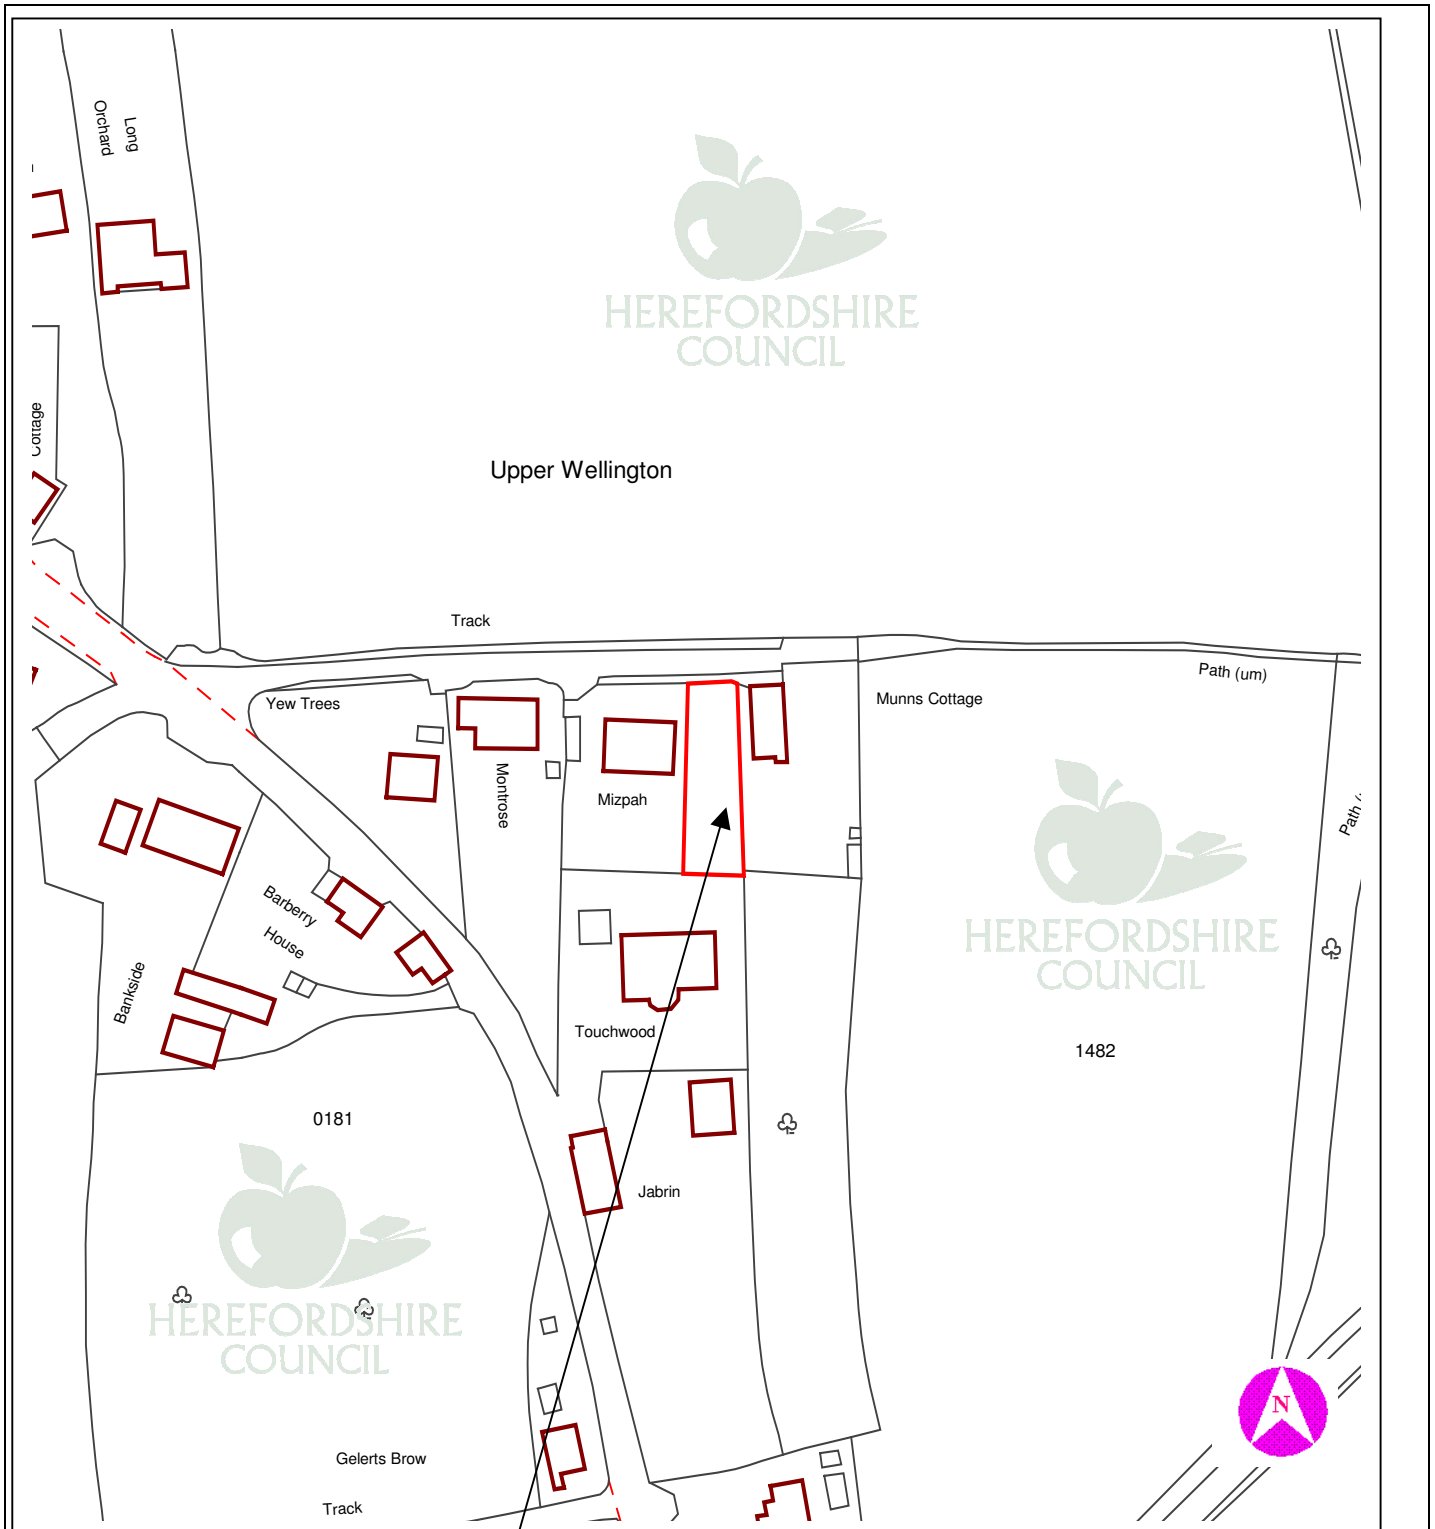 Long
Orchard
HEREFORDSHIRE
COUNCIL
Cottage
Upper Wellington
Track
Path (um)
Yew Trees
Munns Cottage
Montrose
Mizpah
Path (
Barberry
House
HEREFORDSHIRE
COUNCIL
Bankside
Touchwood
1482
0181
Jabrin
HEREFORDSHIRE
COUNCIL
N
Gelerts Brow
Track